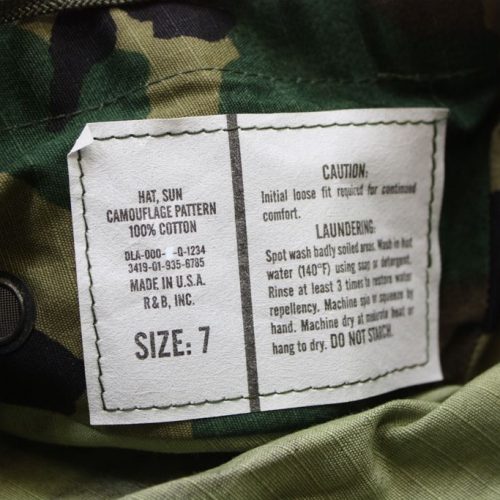 HAT, SUN
CAMOUFLAGE PATTERN
100% COTTON
DLA-000- -Q-1234
3419-01-935-6785
MADE IN U.S.A.
R & B, INC.
SIZE: 7
CAUTION:
Initial loose fit required for continued
comfort.
LAUNDERING:
Spot wash badly soiled areas. Wash in hot
water (140°F) using soap or detergent.
Rinse at least 3 times to restore water
repellency. Machine spin or squeeze by
hand. Machine dry at moderate heat or
hang to dry. DO NOT STARCH.